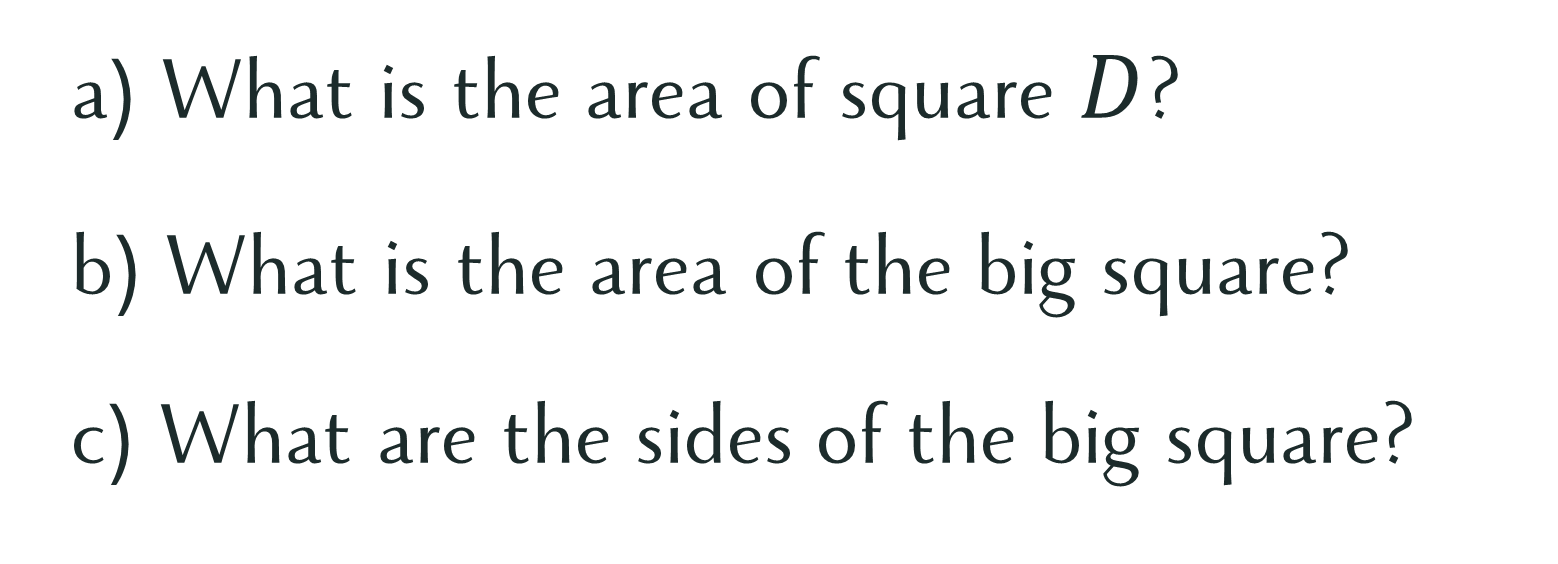 a) What is the area of square D?
b) What is the area of the big square?
c) What are the sides of the big square?